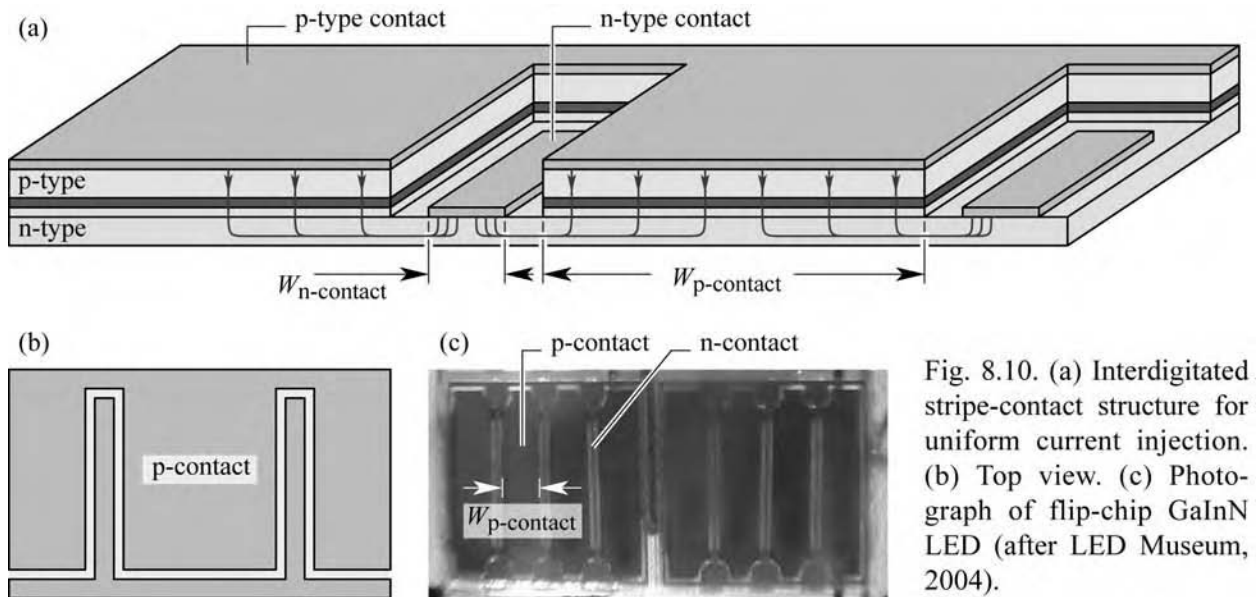 (a)
p-type contact
n-type contact
p-type
n-type
Wn-contact
Wp-contact
(b)
p-contact
(c)
p-contact
n-contact
Wp-contact
Fig. 8.10. (a) Interdigitated
stripe-contact structure for
uniform current injection.
(b) Top view. (c) Photo-
graph of flip-chip GaInN
LED (after LED Museum,
2004).